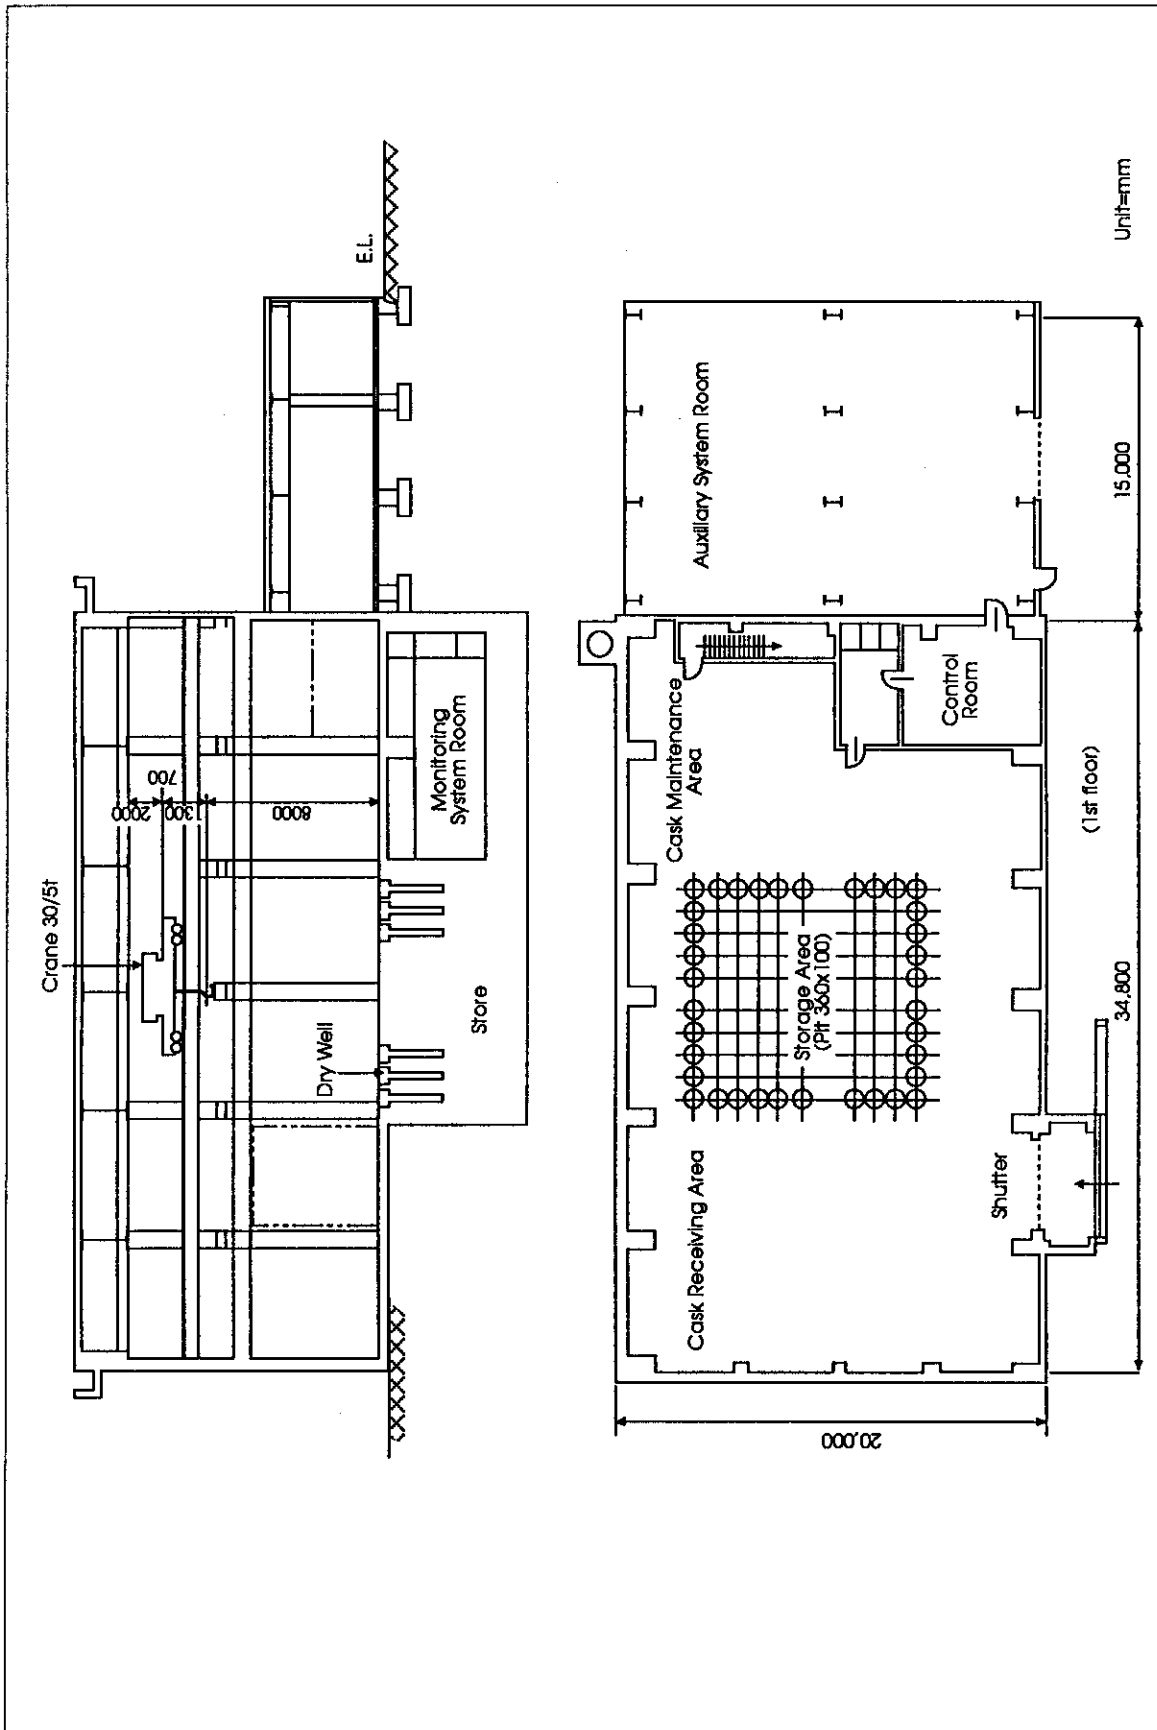 Crane 30/5t
2000
700
1300
8000
E.L.
Dry Well
Monitoring
System Room
Store
Cask Receiving Area
Cask Maintenance
Area
Auxiliary System Room
Storage Area
(Pit 360x100)
Control
Room
Shutter
20,000
(1st floor)
34,800
15,000
Unit=mm